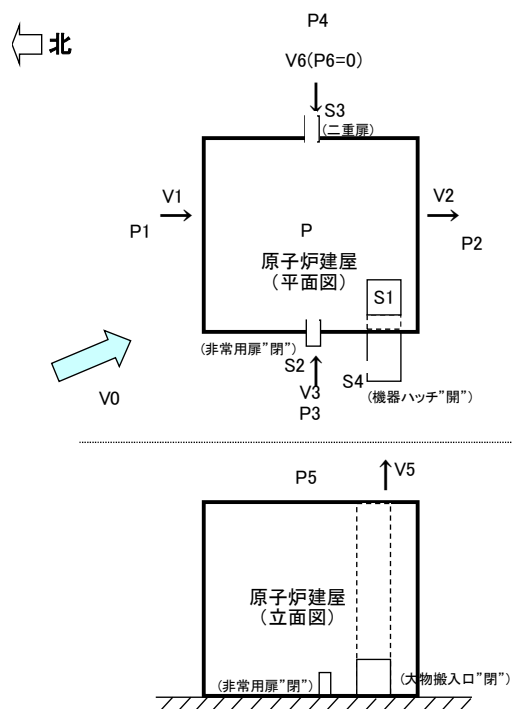 P4
北
V6(P6=0)
S3
(二重扉)
V1
V2
P1
P
P2
原子炉建屋
(平面図)
S1
(非常用扉"閉")
S2
S4
(機器ハッチ"開")
V0
V3
P3
P5
V5
原子炉建屋
(立面図)
(非常用扉"閉")
(大物搬入口"閉")